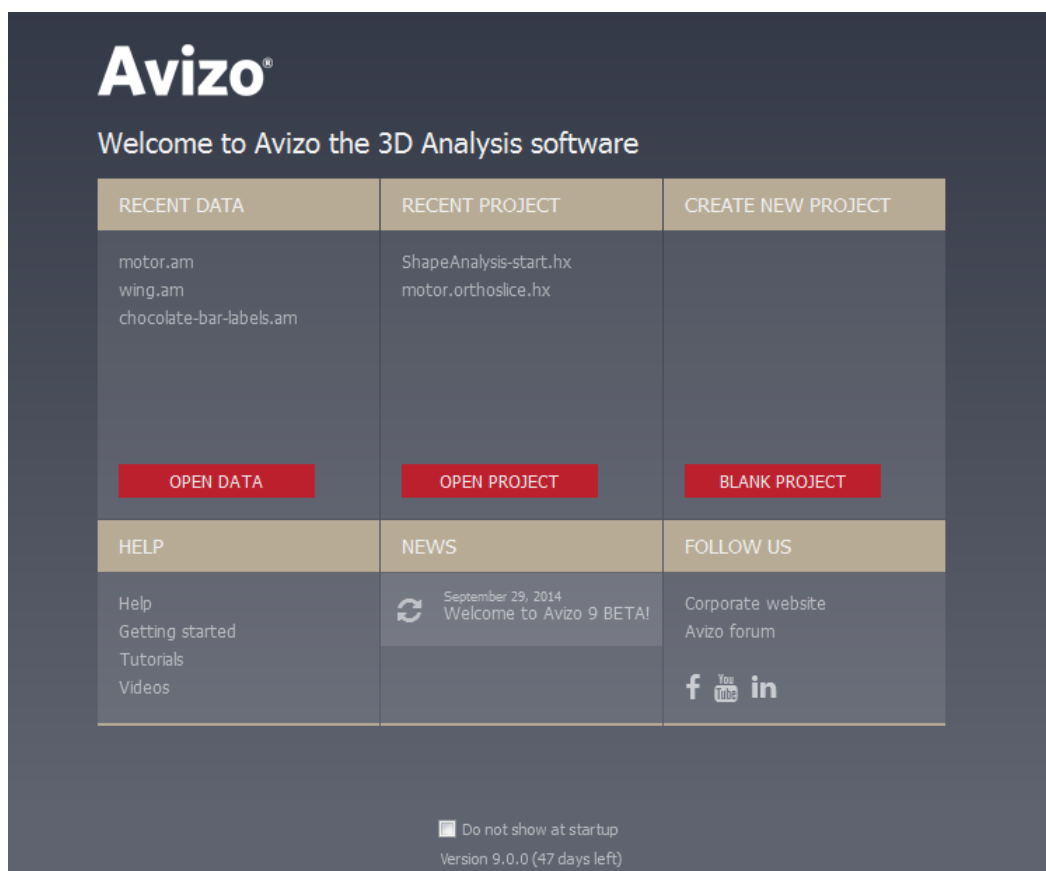 Avizo®
Welcome to Avizo the 3D Analysis software
RECENT DATA
motor.am
wing.am
chocolate-bar-labels.am
OPEN DATA
RECENT PROJECT
ShapeAnalysis-start.hx
motor.orthoslice.hx
OPEN PROJECT
CREATE NEW PROJECT
BLANK PROJECT
HELP
Help
Getting started
Tutorials
Videos
NEWS
September 29, 2014
Welcome to Avizo 9 BETA!
FOLLOW US
Corporate website
Avizo forum
f You Tube in
Do not show at startup
Version 9.0.0 (47 days left)